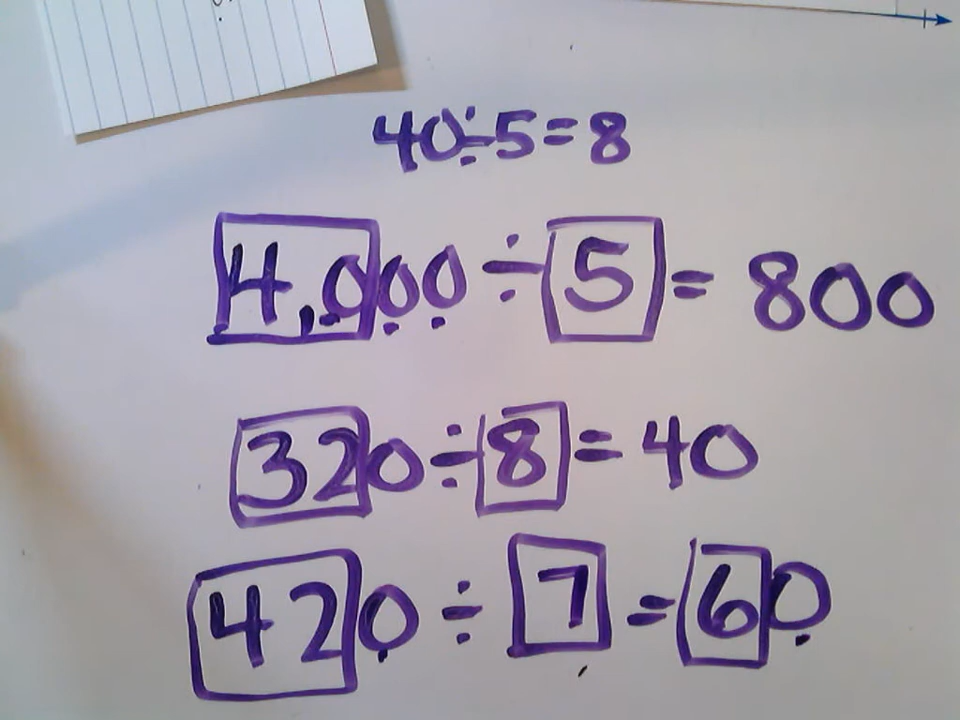 40÷5=8
4,000 ÷ 5 = 800
320 ÷ 8 = 40
420 ÷ 7 = 60